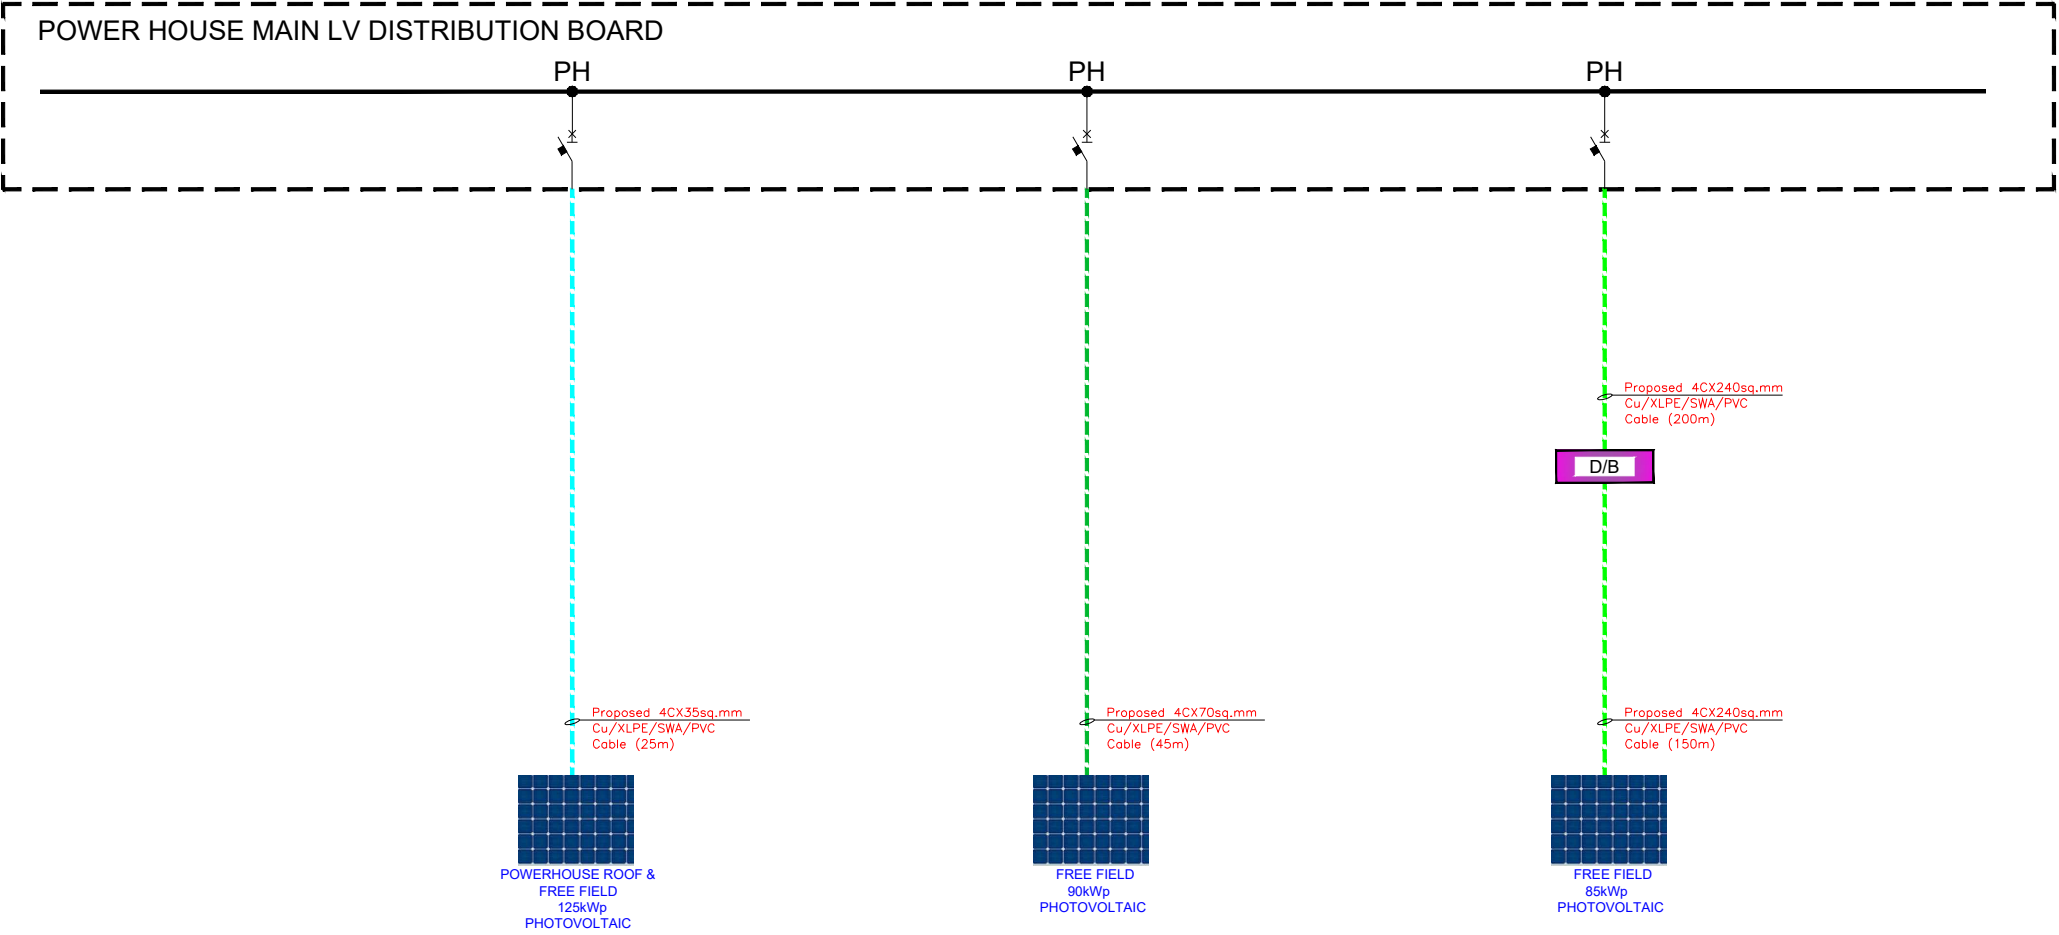 POWER HOUSE MAIN LV DISTRIBUTION BOARD
PH
PH
PH
Proposed 4CX240sq.mm
Cu/XLPE/SWA/PVC
Cable (200m)
D/B
Proposed 4CX35sq.mm
Cu/XLPE/SWA/PVC
Cable (25m)
Proposed 4CX70sq.mm
Cu/XLPE/SWA/PVC
Cable (45m)
Proposed 4CX240sq.mm
Cu/XLPE/SWA/PVC
Cable (150m)
POWERHOUSE ROOF &
FREE FIELD
125kWp
PHOTOVOLTAIC
FREE FIELD
90kWp
PHOTOVOLTAIC
FREE FIELD
85kWp
PHOTOVOLTAIC